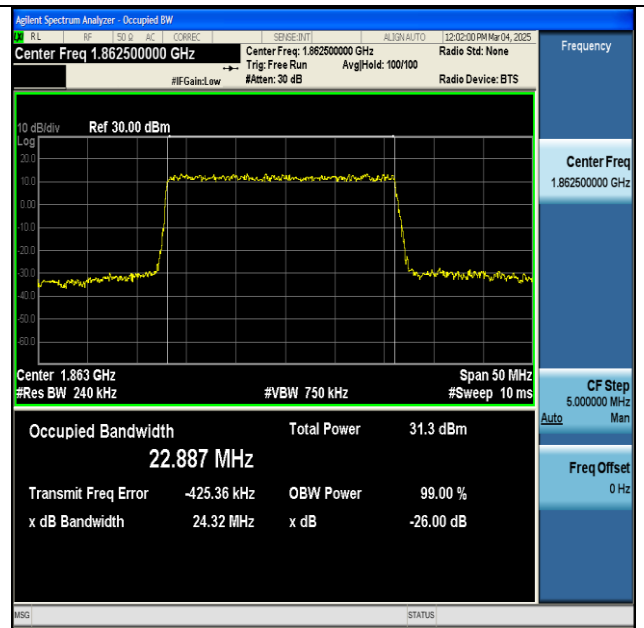 Agilent Spectrum Analyzer - Occupied BW
RL RF 50 Ω AC CORREC SENSE:INT ALIGN AUTO 12:02:00 PM Mar 04, 2025
Center Freq 1.862500000 GHz Center Freq: 1.862500000 GHz Radio Std: None Frequency
Trig: Free Run Avg|Hold: 100/100
#IFGain:Low #Atten: 30 dB Radio Device: BTS
10 dB/div Ref 30.00 dBm
Log
20.0
10.0
0.00
-10.0
-20.0
-30.0
-40.0
-50.0
-60.0
Center Freq
1.862500000 GHz
Center 1.863 GHz Span 50 MHz
#Res BW 240 kHz #VBW 750 kHz #Sweep 10 ms
CF Step
5.000000 MHz
Auto Man
Occupied Bandwidth Total Power 31.3 dBm
22.887 MHz
Transmit Freq Error -425.36 kHz OBW Power 99.00 %
x dB Bandwidth 24.32 MHz x dB -26.00 dB
Freq Offset
0 Hz
MSG STATUS